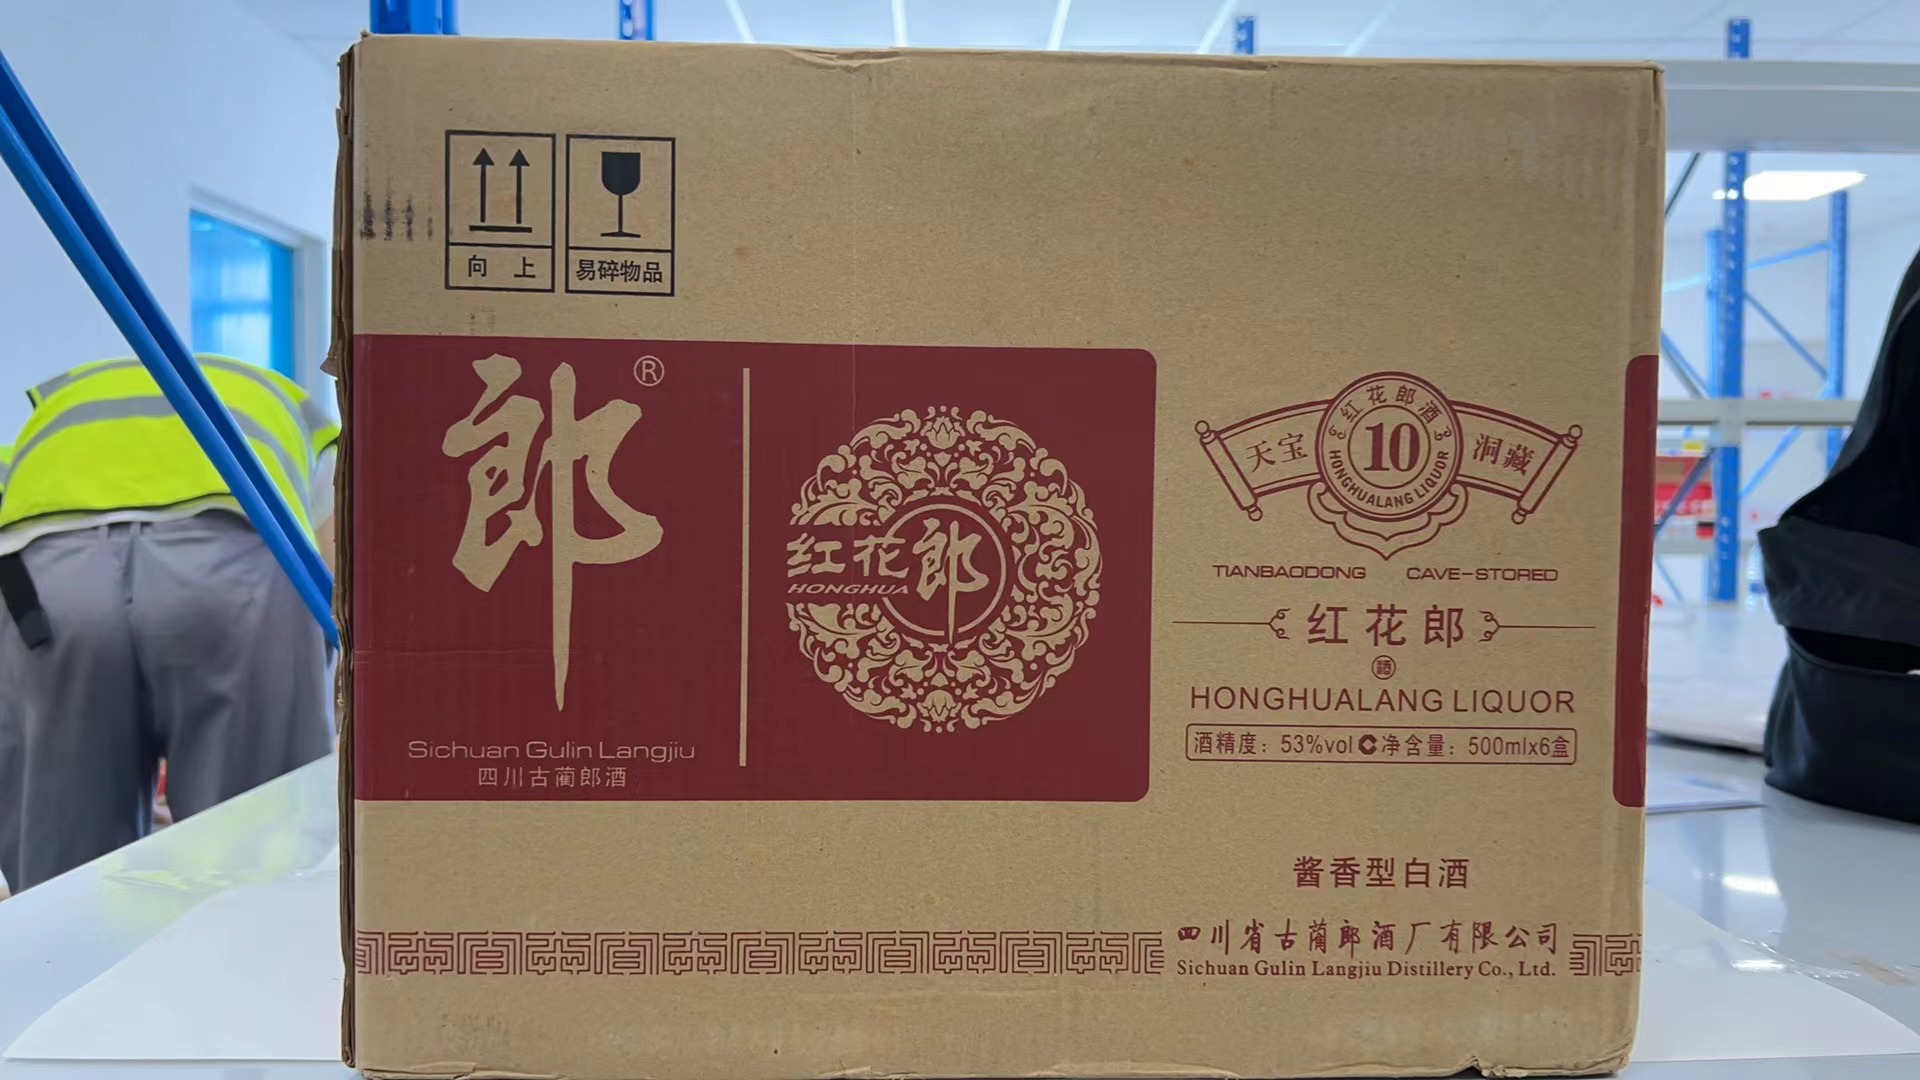 向 上
易碎物品
郎®
Sichuan Gulin Langjiu
四川古蔺郎酒
红花郎
HONGHUA
红花郎酒
天宝
10
洞藏
HONGHUALANG LIQUOR
TIANBAODONG CAVE-STORED
红花郎
酒
HONGHUALANG LIQUOR
酒精度：53%vol C 净含量：500mlx6盒
酱香型白酒
四川省古蔺郎酒厂有限公司
Sichuan Gulin Langjiu Distillery Co., Ltd.